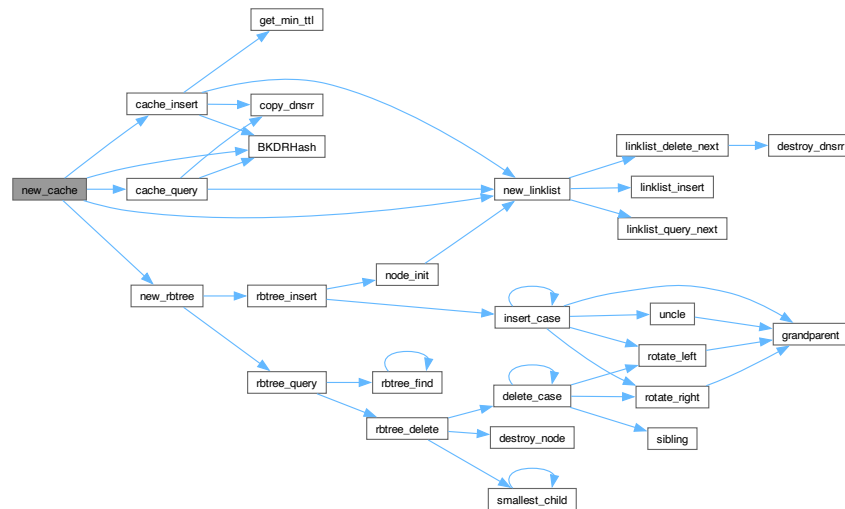 get_min_ttl
cache_insert
copy_dnsrr
BKDRHash
linklist_delete_next
destroy_dnsrr
new_cache
cache_query
new_linklist
linklist_insert
linklist_query_next
node_init
new_rbtree
rbtree_insert
insert_case
uncle
grandparent
rotate_left
rbtree_query
rbtree_find
delete_case
rotate_right
rbtree_delete
destroy_node
sibling
smallest_child